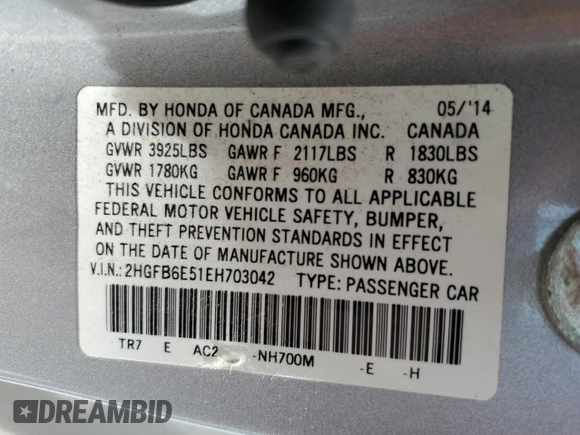 MFD. BY HONDA OF CANADA MFG., 05/'14
A DIVISION OF HONDA CANADA INC. CANADA
GVWR 3925LBS GAWR F 2117LBS R 1830LBS
GVWR 1780KG GAWR F 960KG R 830KG
THIS VEHICLE CONFORMS TO ALL APPLICABLE
FEDERAL MOTOR VEHICLE SAFETY, BUMPER,
AND THEFT PREVENTION STANDARDS IN EFFECT
ON THE DATE OF MANUFACTURE SHOWN ABOVE.
V.I.N.: 2HGFB6E51EH703042 TYPE: PASSENGER CAR
TR7 E AC2 -NH700M -E -H
DREAMBID